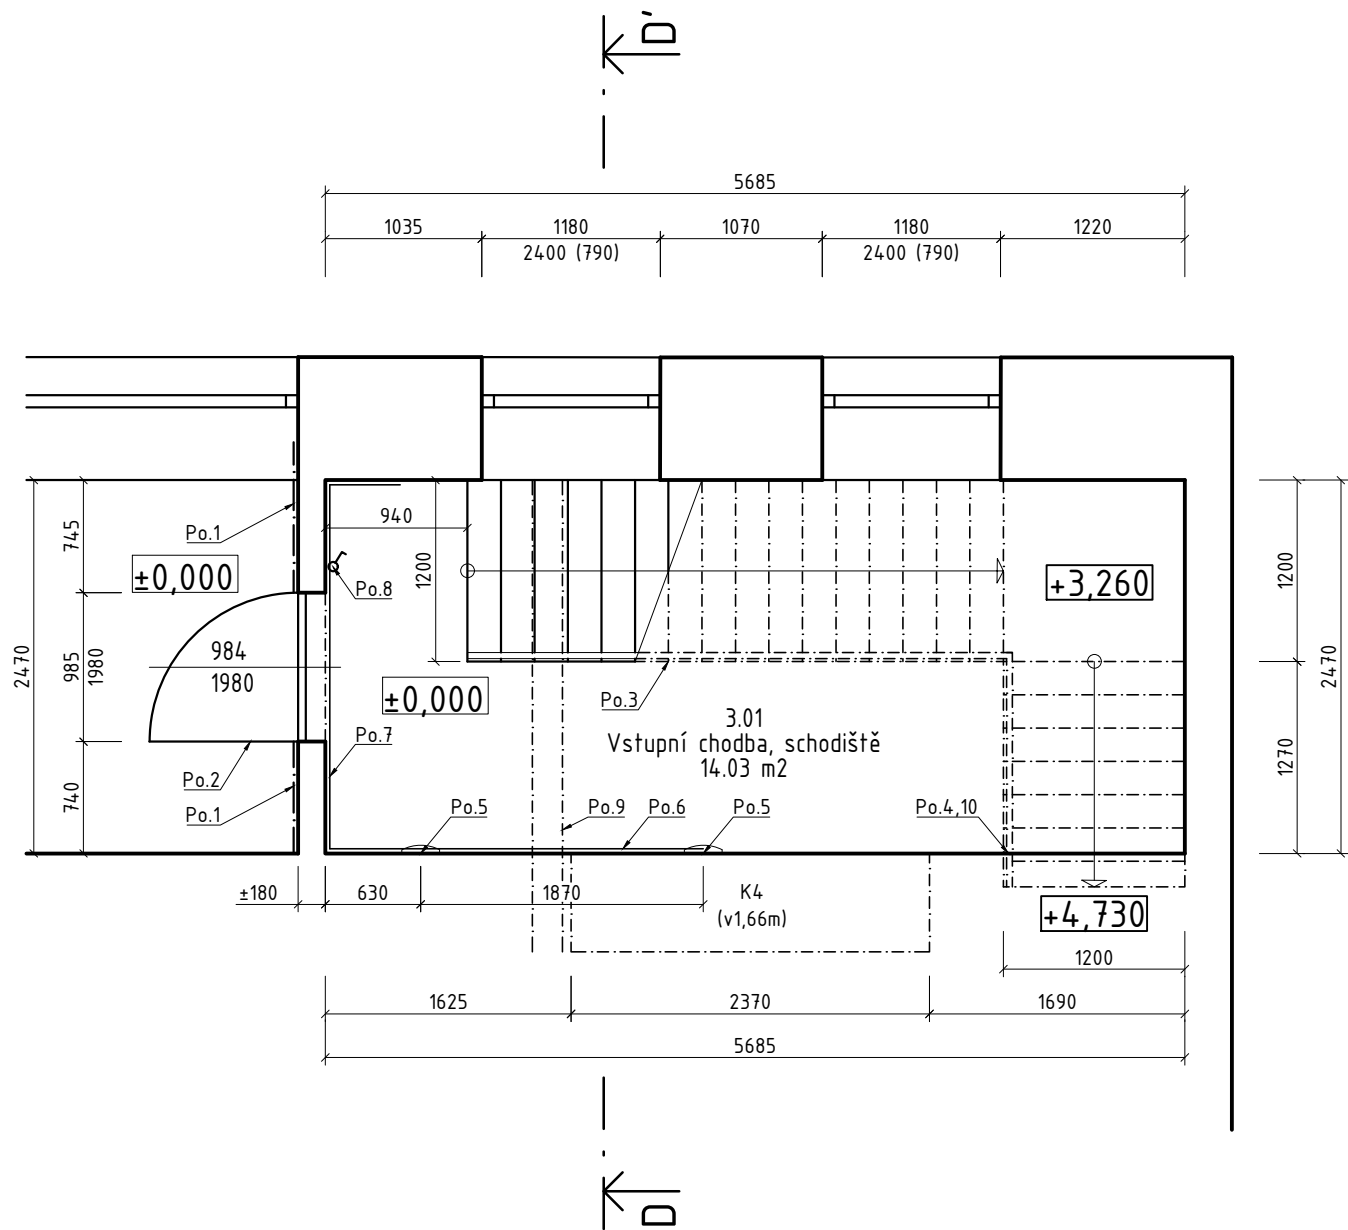 D'
5685
1035
1180
1070
1180
1220
2400 (790)
2400 (790)
940
1200
Po.1
±0,000
Po.8
+3,260
745
985
1980
740
2470
984
1980
±0,000
Po.3
3.01
Vstupní chodba, schodiště
14.03 m2
Po.7
Po.2
Po.1
Po.5
Po.9
Po.6
Po.5
Po.4,10
1200
1270
2470
±180
630
1870
K4
(v1,66m)
+4,730
1200
1625
2370
1690
5685
D